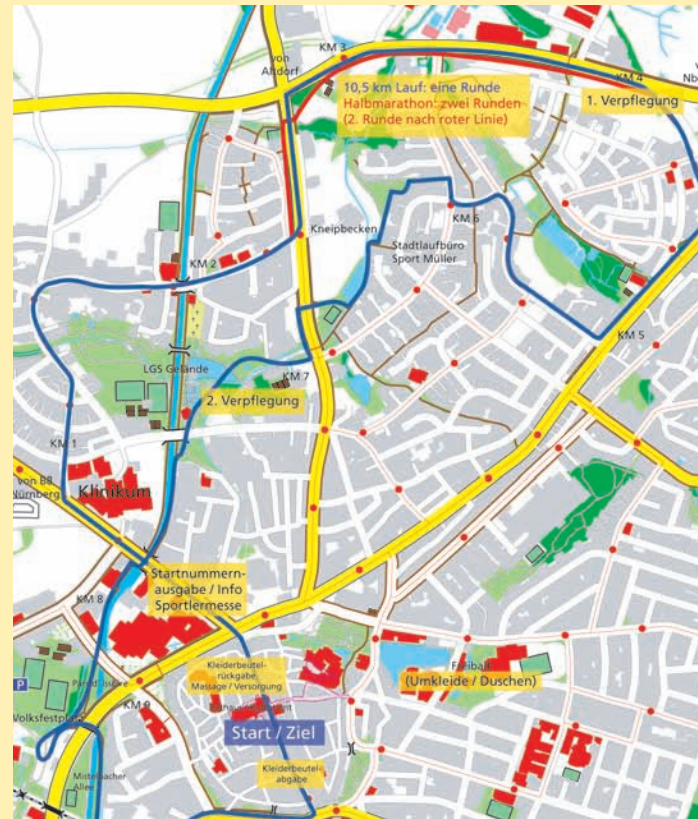 KM 3
von
Altdorf
KM 4
1. Verpflegung
10,5 km Lauf: eine Runde
Halbmarathon: zwei Runden
(2. Runde nach roter Linie)
KM 6
Kneipbecken
Stadtlaufbüro
Sport Müller
KM 2
KM 5
LGS Gelände
KM 7
2. Verpflegung
KM 1
von B8
Nürnberg
Klinikum
Startnummern-
ausgabe / Info
Sportlermesse
KM 8
Kleiderbeutel-
rückgabe
Massage / Versorgung
Freibad
(Umkleide / Duschen)
P
Volksfestplatz
KM 9
Start / Ziel
Mistelbacher
Allee
Kleiderbeutel-
abgabe